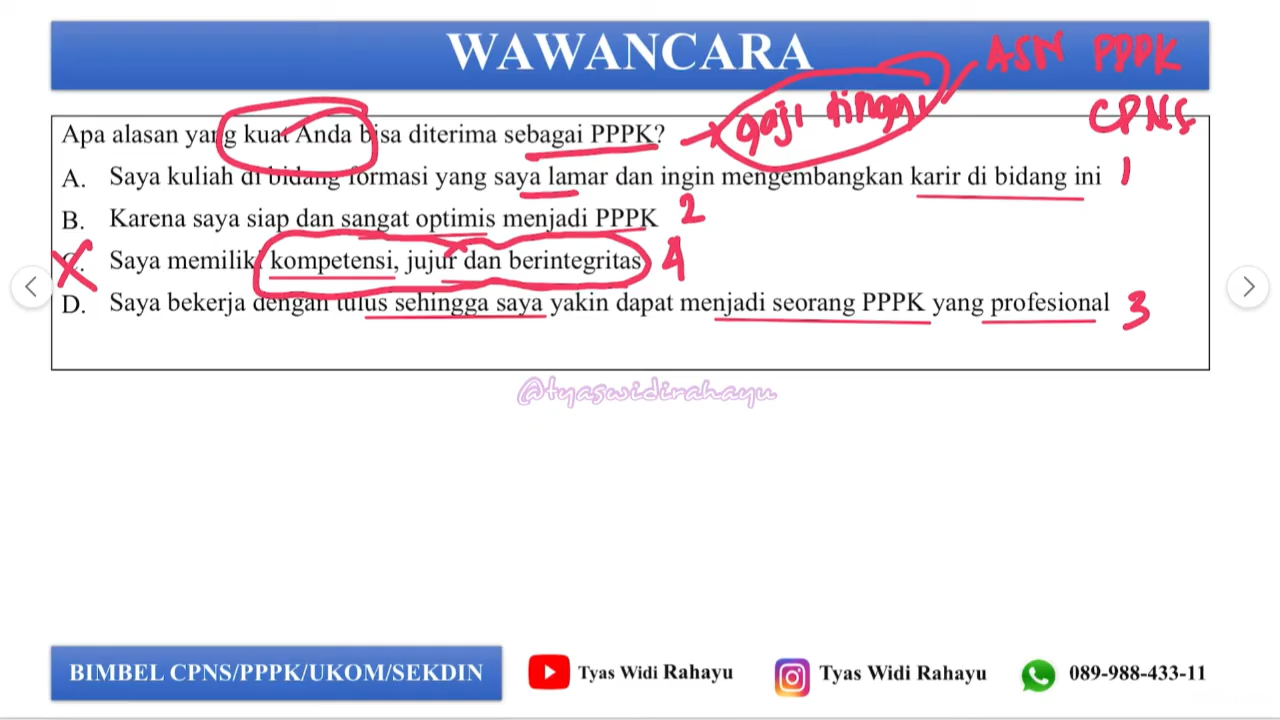 WAWANCARA
ASN PPPK
CPNS
gaji tinggi
Apa alasan yang kuat Anda bisa diterima sebagai PPPK?
A. Saya kuliah di bidang formasi yang saya lamar dan ingin mengembangkan karir di bidang ini 1
B. Karena saya siap dan sangat optimis menjadi PPPK 2
C. Saya memiliki kompetensi, jujur dan berintegritas 4
D. Saya bekerja dengan tulus sehingga saya yakin dapat menjadi seorang PPPK yang profesional 3
@tyaswidirahayu
BIMBEL CPNS/PPPK/UKOM/SEKDIN Tyas Widi Rahayu Tyas Widi Rahayu 089-988-433-11